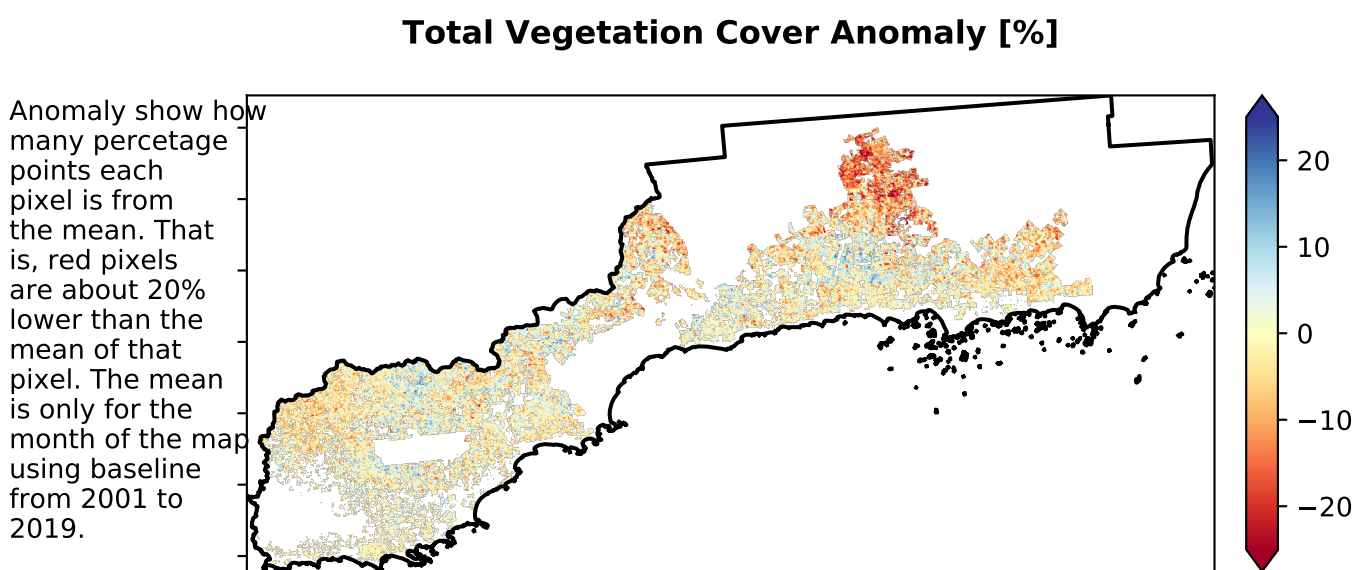 Total Vegetation Cover Anomaly [%]
Anomaly show how
many percetage
points each
pixel is from
the mean. That
is, red pixels
are about 20%
lower than the
mean of that
pixel. The mean
is only for the
month of the map
using baseline
from 2001 to
2019.
20
10
0
−10
−20